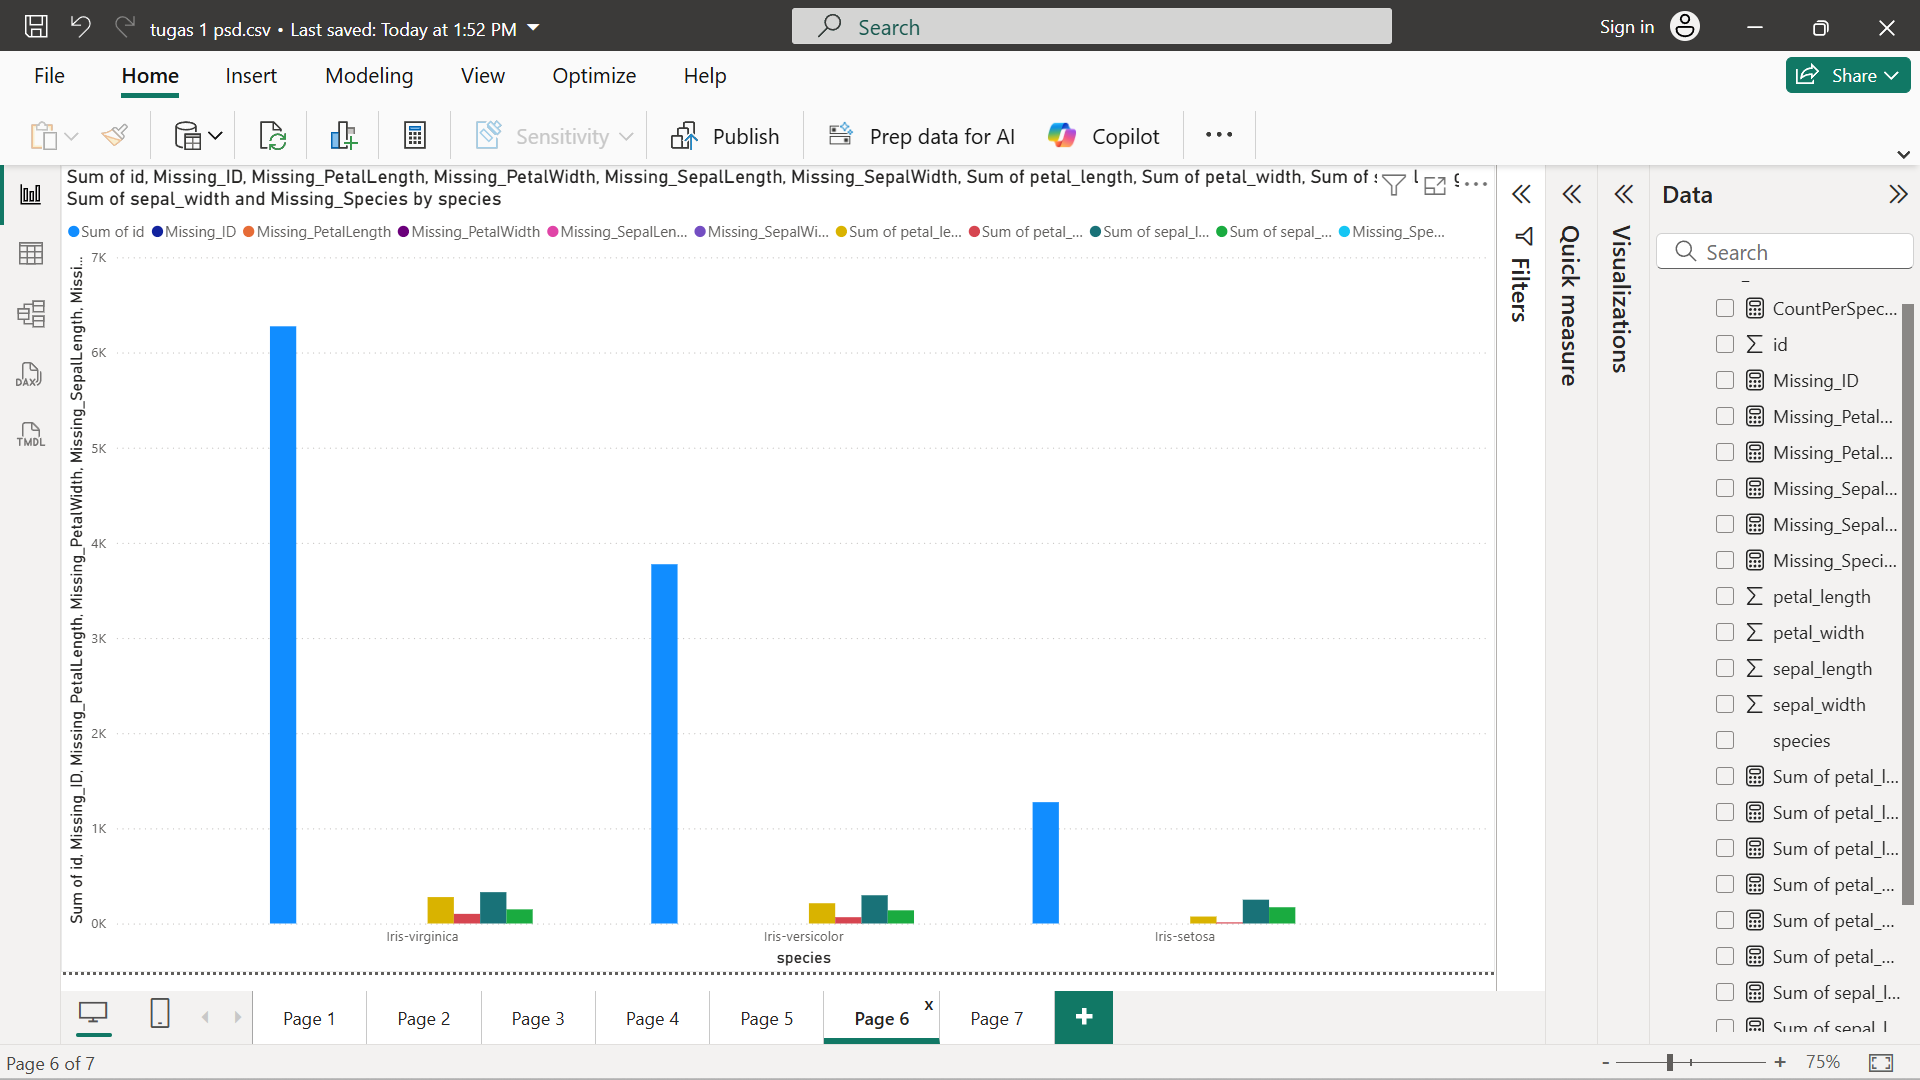 tugas 1 psd.csv • Last saved: Today at 1:52 PM
Search
Sign in
File Home Insert Modeling View Optimize Help
Share
Sensitivity
Publish
Prep data for AI
Copilot
Sum of id, Missing_ID, Missing_PetalLength, Missing_PetalWidth, Missing_SepalLength, Missing_SepalWidth, Sum of petal_length, Sum of petal_width, Sum of
Sum of sepal_width and Missing_Species by species
Sum of id Missing_ID Missing_PetalLength Missing_PetalWidth Missing_SepalLen... Missing_SepalWi... Sum of petal_le... Sum of petal_... Sum of sepal_l... Sum of sepal_... Missing_Spe...
Sum of id, Missing_ID, Missing_PetalLength, Missing_PetalWidth, Missing_SepalLength, Missi...
7K
6K
5K
4K
3K
2K
1K
0K
Iris-virginica
Iris-versicolor
Iris-setosa
species
DAX
TMDL
Filters
Quick measure
Visualizations
Data
Search
CountPerSpec...
id
Missing_ID
Missing_Petal...
Missing_Petal...
Missing_Sepal...
Missing_Sepal...
Missing_Speci...
petal_length
petal_width
sepal_length
sepal_width
species
Sum of petal_l...
Sum of petal_l...
Sum of petal_l...
Sum of petal_...
Sum of petal_...
Sum of petal_...
Sum of sepal_l...
Sum of sepal_l
Page 1
Page 2
Page 3
Page 4
Page 5
Page 6
x
Page 7
+
Page 6 of 7
- + 75%